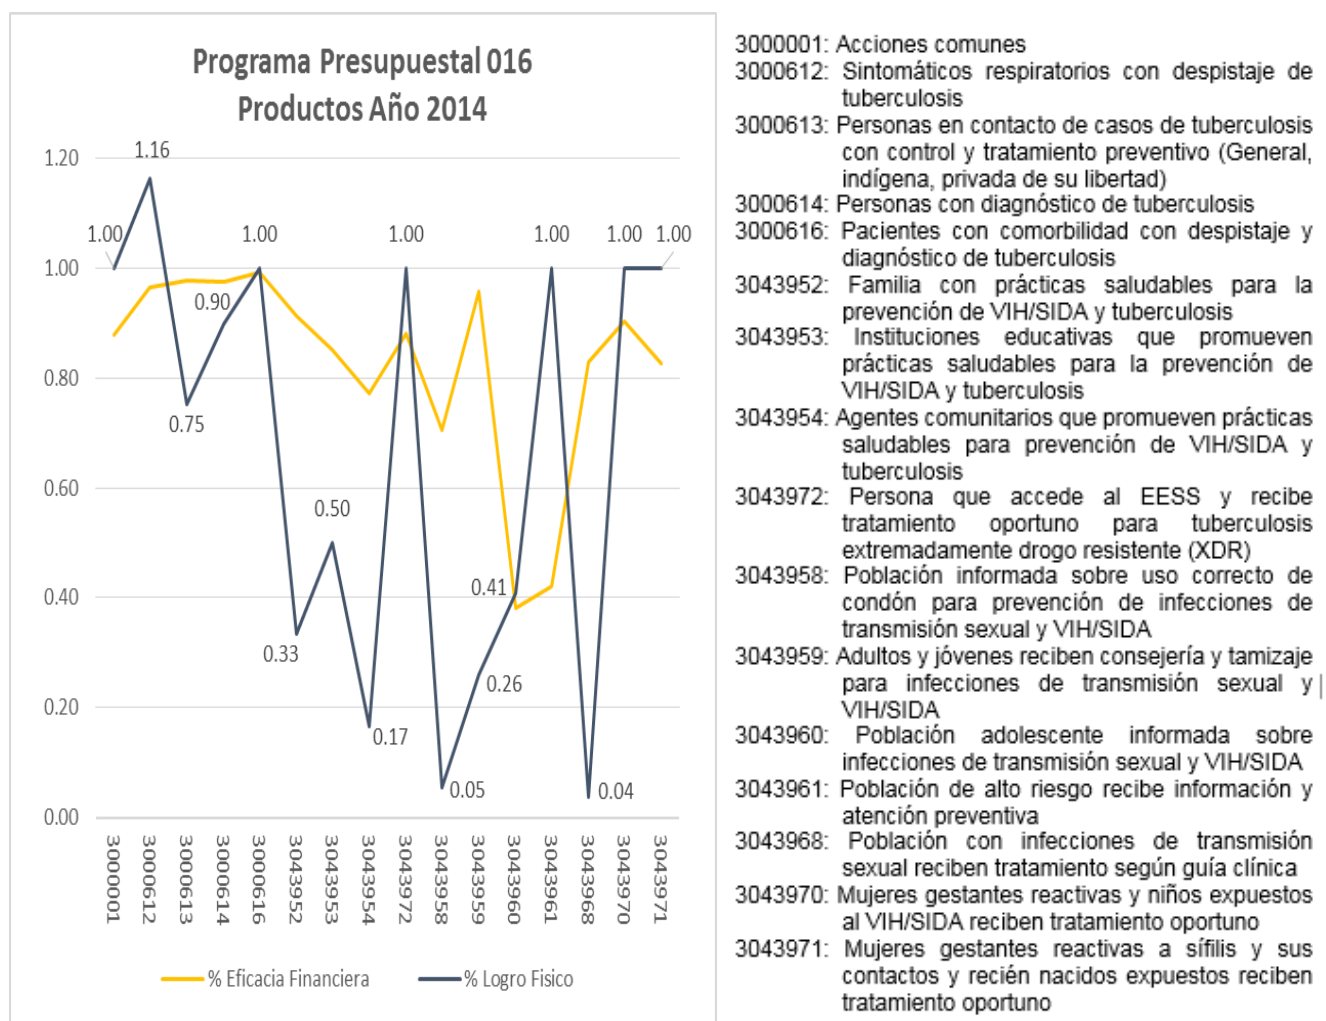 Programa Presupuestal 016
Productos Año 2014
1.20
1.00
0.80
0.60
0.40
0.20
0.00
1.00
1.16
0.75
0.90
1.00
0.33
0.50
0.17
1.00
0.05
0.26
0.41
1.00
0.04
1.00
1.00
3000001
3000612
3000613
3000614
3000616
3043952
3043953
3043954
3043972
3043958
3043959
3043960
3043961
3043968
3043970
3043971
% Eficacia Financiera
% Logro Fisico
3000001: Acciones comunes
3000612: Sintomáticos respiratorios con despistaje de
tuberculosis
3000613: Personas en contacto de casos de tuberculosis
con control y tratamiento preventivo (General,
indígena, privada de su libertad)
3000614: Personas con diagnóstico de tuberculosis
3000616: Pacientes con comorbilidad con despistaje y
diagnóstico de tuberculosis
3043952: Familia con prácticas saludables para la
prevención de VIH/SIDA y tuberculosis
3043953: Instituciones educativas que promueven
prácticas saludables para la prevención de
VIH/SIDA y tuberculosis
3043954: Agentes comunitarios que promueven prácticas
saludables para prevención de VIH/SIDA y
tuberculosis
3043972: Persona que accede al EESS y recibe
tratamiento oportuno para tuberculosis
extremadamente drogo resistente (XDR)
3043958: Población informada sobre uso correcto de
condón para prevención de infecciones de
transmisión sexual y VIH/SIDA
3043959: Adultos y jóvenes reciben consejería y tamizaje
para infecciones de transmisión sexual y
VIH/SIDA
3043960: Población adolescente informada sobre
infecciones de transmisión sexual y VIH/SIDA
3043961: Población de alto riesgo recibe información y
atención preventiva
3043968: Población con infecciones de transmisión
sexual reciben tratamiento según guía clínica
3043970: Mujeres gestantes reactivas y niños expuestos
al VIH/SIDA reciben tratamiento oportuno
3043971: Mujeres gestantes reactivas a sífilis y sus
contactos y recién nacidos expuestos reciben
tratamiento oportuno